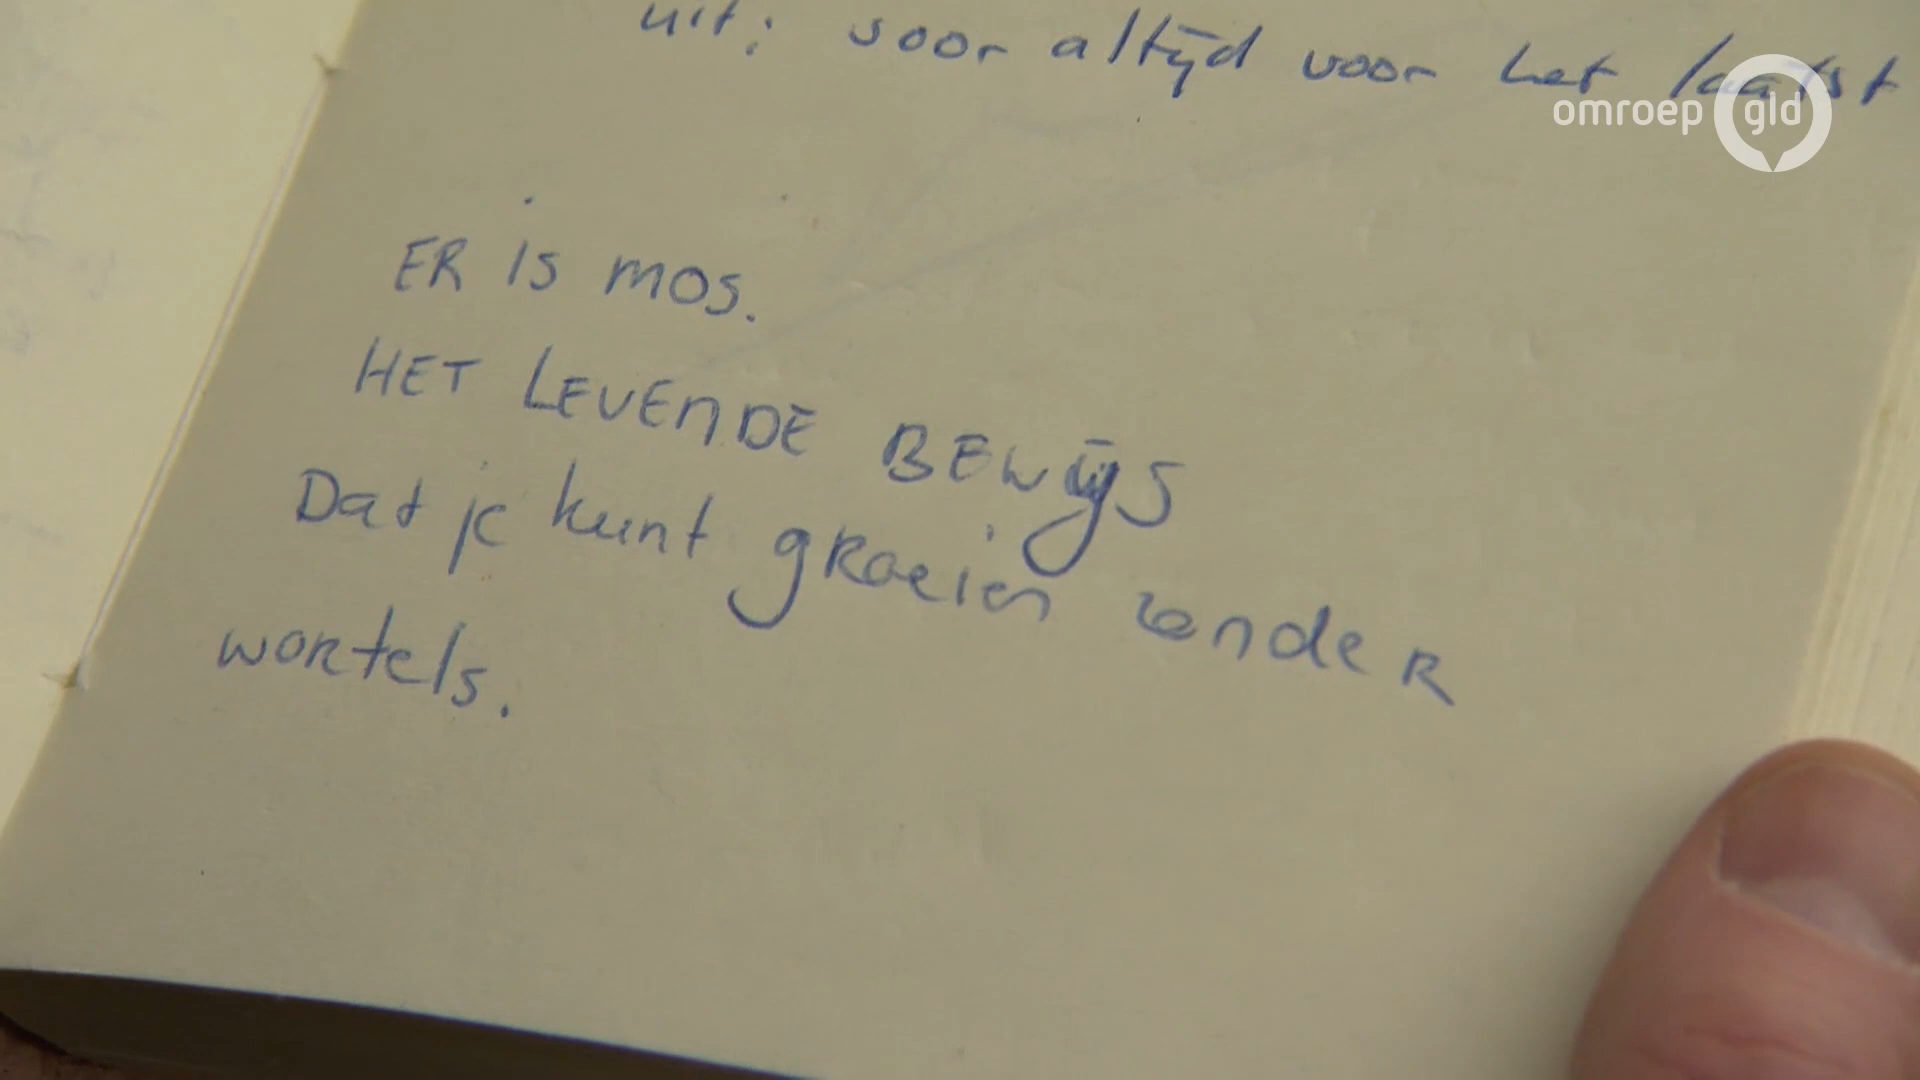 uit; voor altijd voor het laatst
omroep gld
ER is mos.
HET LEVENDE BEWijS
Dat je kunt gRoeien zondeR
woRtels.